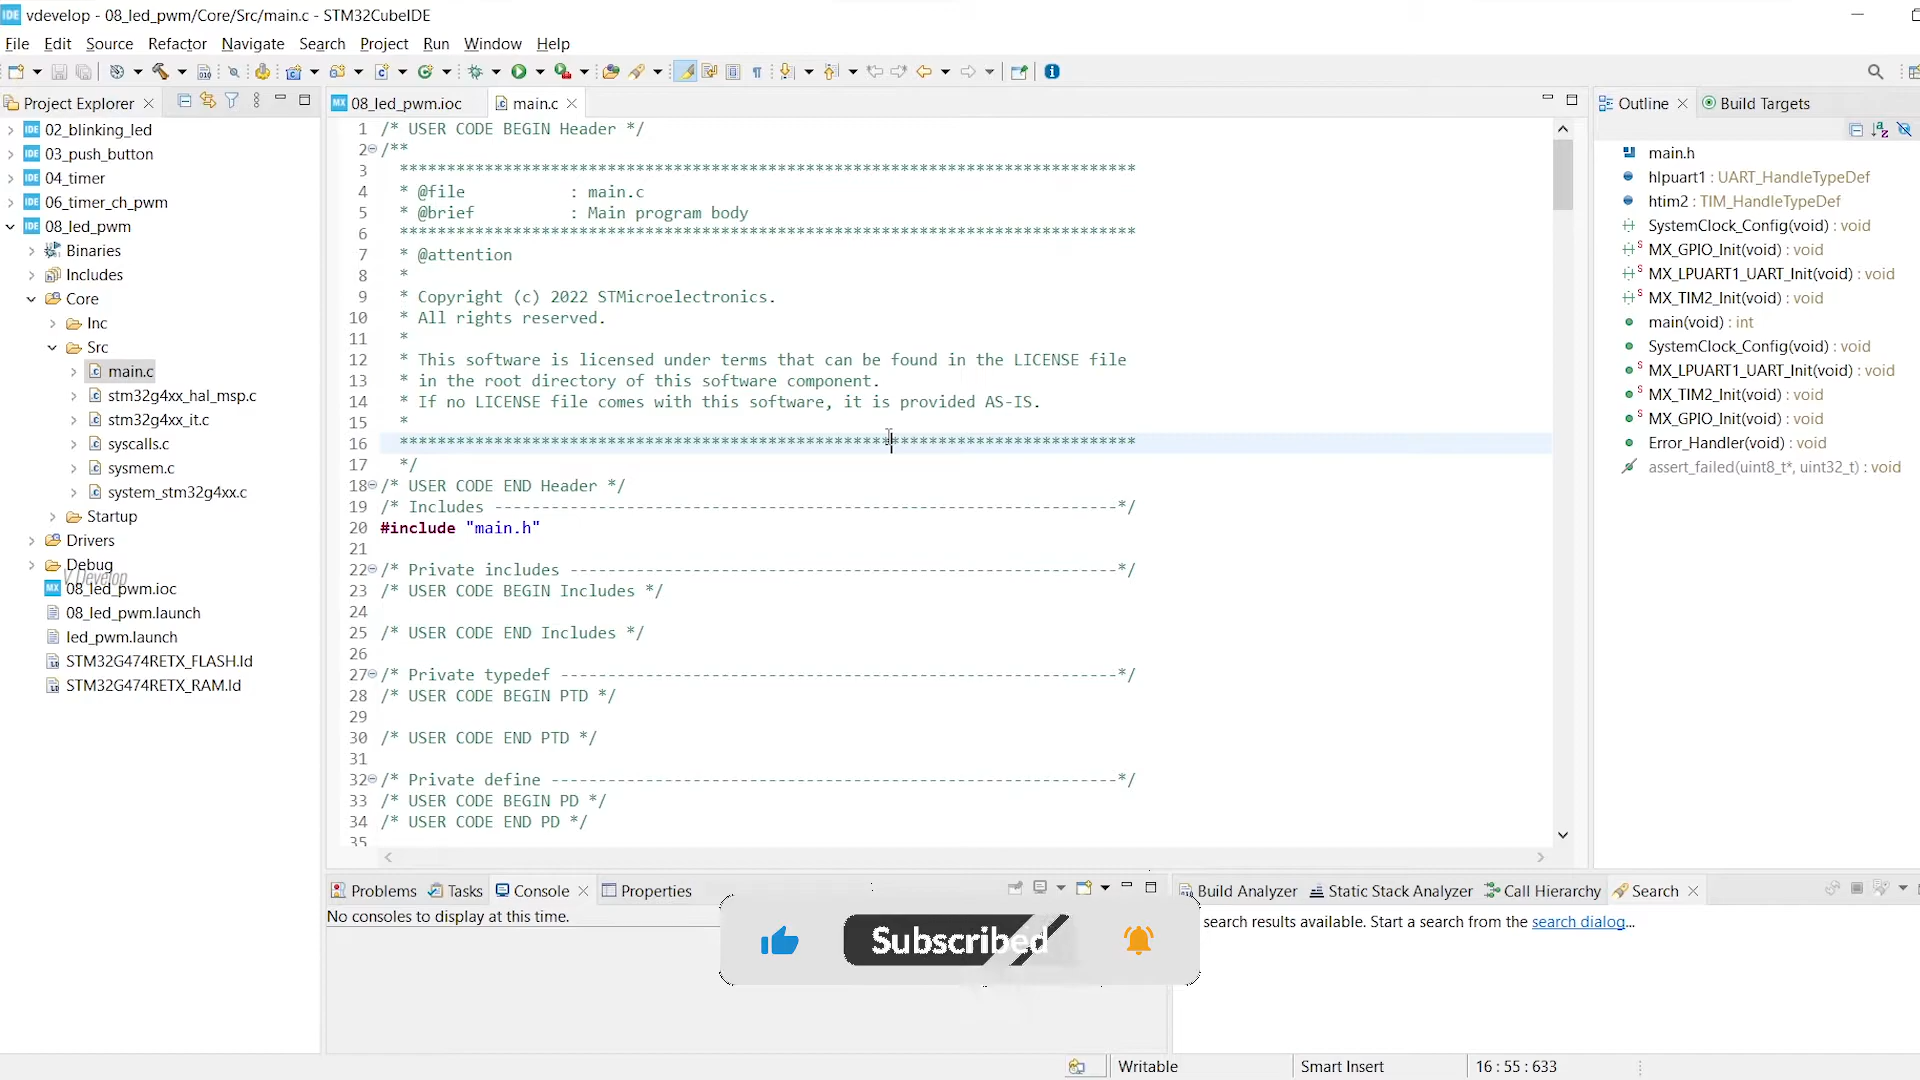 vdevelop - 08_led_pwm/Core/Src/main.c - STM32CubeIDE
File Edit Source Refactor Navigate Search Project Run Window Help
Project Explorer
02_blinking_led
03_push_button
04_timer
06_timer_ch_pwm
08_led_pwm
Binaries
Includes
Core
Inc
Src
main.c
stm32g4xx_hal_msp.c
stm32g4xx_it.c
syscalls.c
sysmem.c
system_stm32g4xx.c
Startup
Drivers
Debug
V Develop
08_led_pwm.ioc
08_led_pwm.launch
led_pwm.launch
STM32G474RETX_FLASH.ld
STM32G474RETX_RAM.ld
08_led_pwm.ioc main.c
1 /* USER CODE BEGIN Header */
2 /**
3 ******************************************************************************
4 * @file : main.c
5 * @brief : Main program body
6 ******************************************************************************
7 * @attention
8 *
9 * Copyright (c) 2022 STMicroelectronics.
10 * All rights reserved.
11 *
12 * This software is licensed under terms that can be found in the LICENSE file
13 * in the root directory of this software component.
14 * If no LICENSE file comes with this software, it is provided AS-IS.
15 *
16 ******************************************************************************
17 */
18 /* USER CODE END Header */
19 /* Includes ------------------------------------------------------------------*/
20 #include "main.h"
21
22 /* Private includes ----------------------------------------------------------*/
23 /* USER CODE BEGIN Includes */
24
25 /* USER CODE END Includes */
26
27 /* Private typedef -----------------------------------------------------------*/
28 /* USER CODE BEGIN PTD */
29
30 /* USER CODE END PTD */
31
32 /* Private define ------------------------------------------------------------*/
33 /* USER CODE BEGIN PD */
34 /* USER CODE END PD */
35
Outline Build Targets
main.h
hlpuart1 : UART_HandleTypeDef
htim2 : TIM_HandleTypeDef
SystemClock_Config(void) : void
MX_GPIO_Init(void) : void
MX_LPUART1_UART_Init(void) : void
MX_TIM2_Init(void) : void
main(void) : int
SystemClock_Config(void) : void
MX_LPUART1_UART_Init(void) : void
MX_TIM2_Init(void) : void
MX_GPIO_Init(void) : void
Error_Handler(void) : void
assert_failed(uint8_t*, uint32_t) : void
Problems Tasks Console Properties
No consoles to display at this time.
Subscribed
Build Analyzer Static Stack Analyzer Call Hierarchy Search
search results available. Start a search from the search dialog...
Writable Smart Insert 16 : 55 : 633